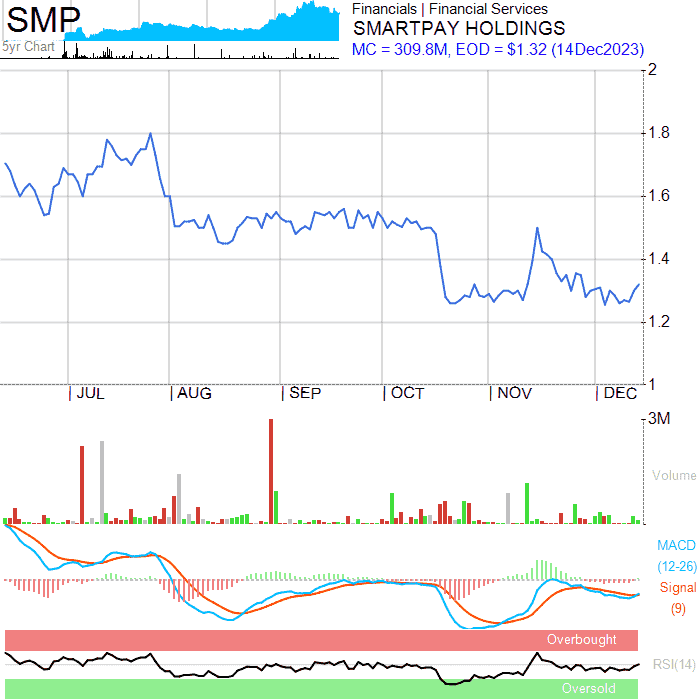 SMP
5yr Chart
Financials | Financial Services
SMARTPAY HOLDINGS
MC = 309.8M, EOD = $1.32 (14Dec2023)
2
1.8
1.6
1.4
1.2
1
JUL AUG SEP OCT NOV DEC
3M
Volume
MACD
(12-26)
Signal
(9)
Overbought
RSI(14)
Oversold